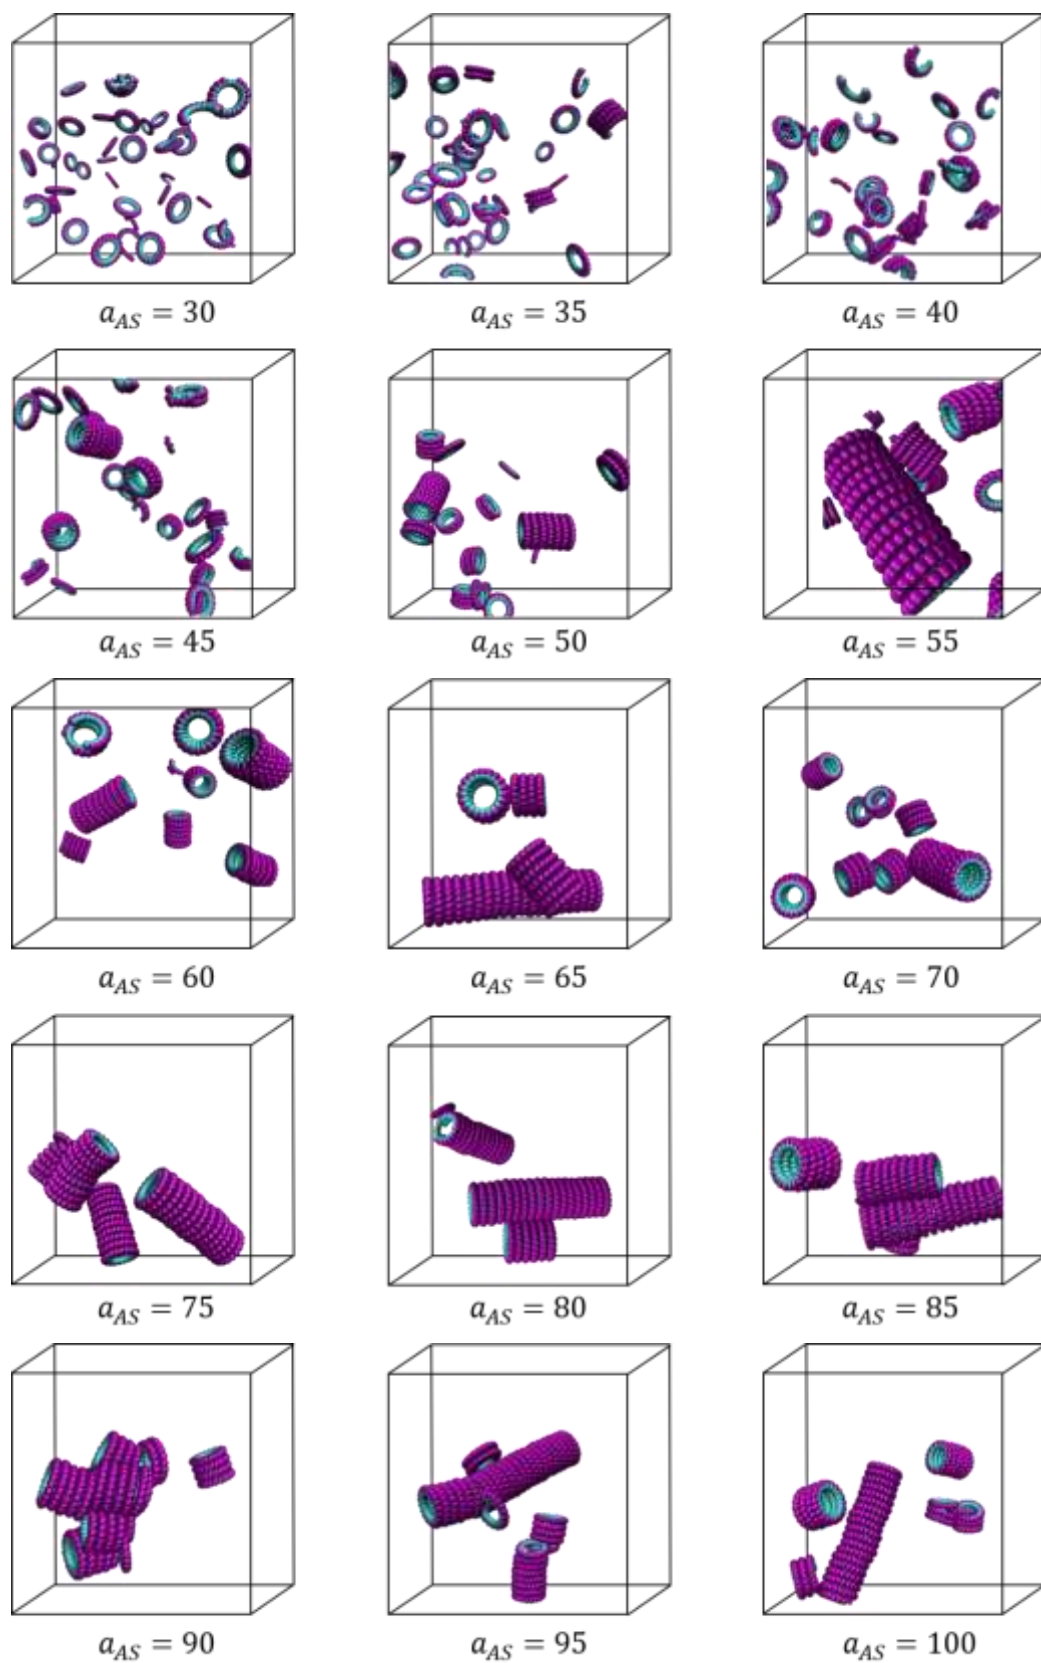 a_AS = 30
a_AS = 35
a_AS = 40
a_AS = 45
a_AS = 50
a_AS = 55
a_AS = 60
a_AS = 65
a_AS = 70
a_AS = 75
a_AS = 80
a_AS = 85
a_AS = 90
a_AS = 95
a_AS = 100